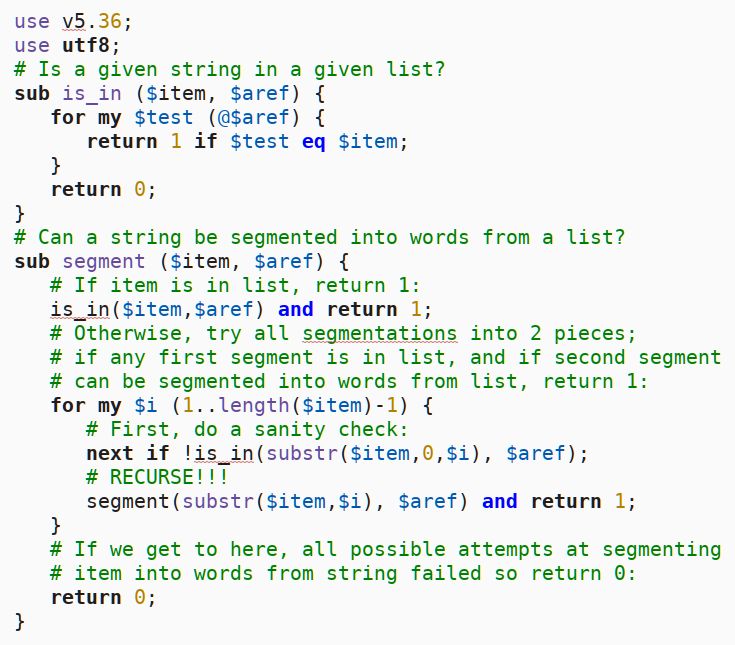 use v5.36;
use utf8;
# Is a given string in a given list?
sub is_in ($item, $aref) {
   for my $test (@$aref) {
      return 1 if $test eq $item;
   }
   return 0;
}
# Can a string be segmented into words from a list?
sub segment ($item, $aref) {
   # If item is in list, return 1:
   is_in($item,$aref) and return 1;
   # Otherwise, try all segmentations into 2 pieces;
   # if any first segment is in list, and if second segment
   # can be segmented into words from list, return 1:
   for my $i (1..length($item)-1) {
      # First, do a sanity check:
      next if !is_in(substr($item,0,$i), $aref);
      # RECURSE!!!
      segment(substr($item,$i), $aref) and return 1;
   }
   # If we get to here, all possible attempts at segmenting
   # item into words from string failed so return 0:
   return 0;
}